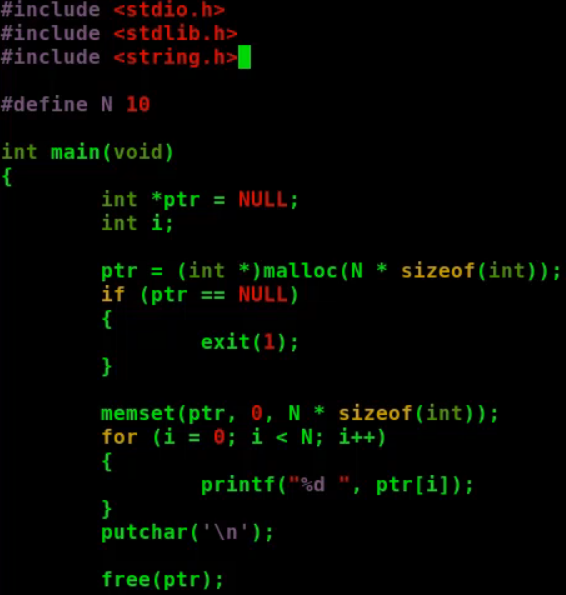 #include <stdio.h>
#include <stdlib.h>
#include <string.h>
#define N 10
int main(void)
{
int *ptr = NULL;
int i;
ptr = (int *)malloc(N * sizeof(int));
if (ptr == NULL)
{
exit(1);
}
memset(ptr, 0, N * sizeof(int));
for (i = 0; i < N; i++)
{
printf("%d ", ptr[i]);
}
putchar('\n');
free(ptr);